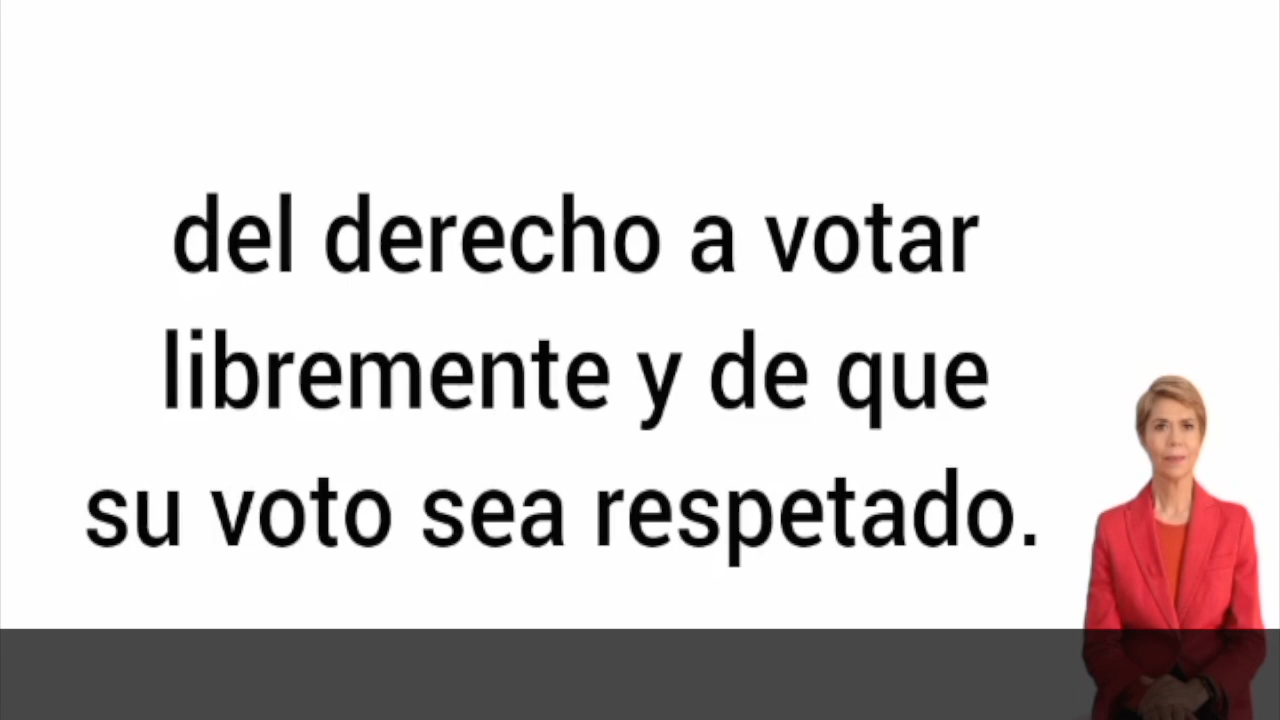 del derecho a votar
libremente y de que
su voto sea respetado.